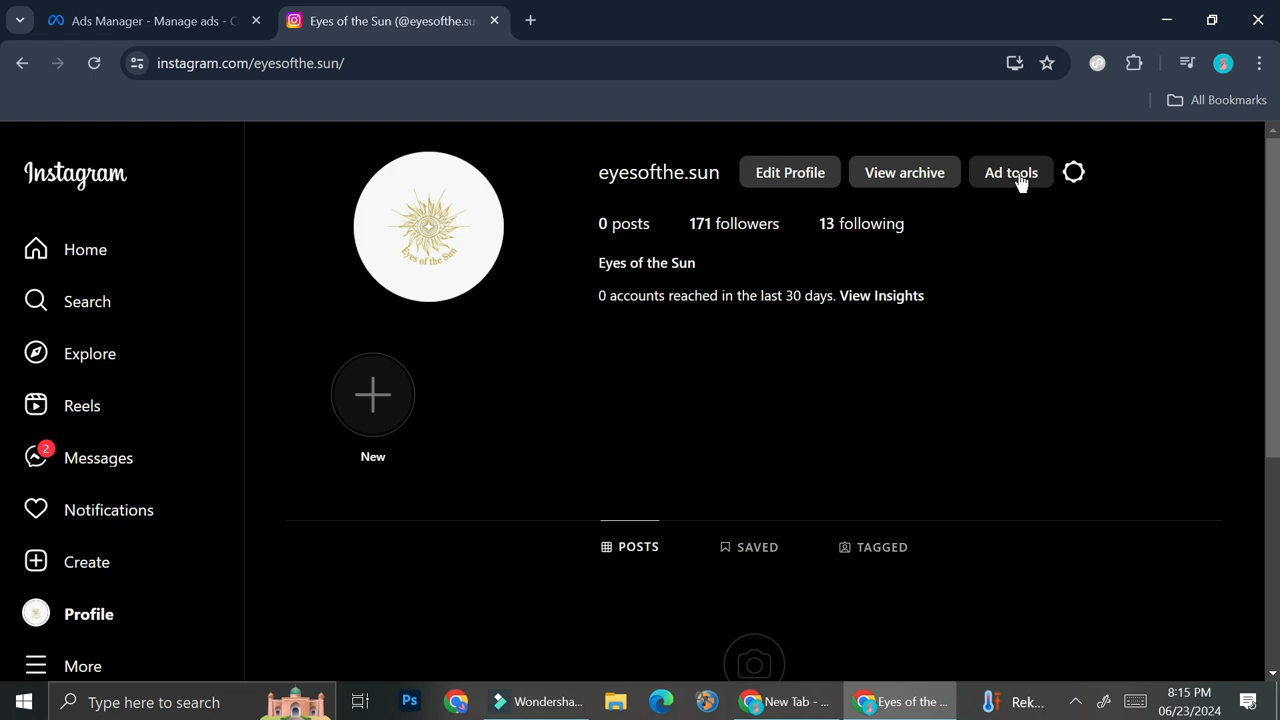 Ads Manager - Manage ads - C
Eyes of the Sun (@eyesofthe.su
instagram.com/eyesofthe.sun/
All Bookmarks
Instagram
eyesofthe.sun
Edit Profile
View archive
Ad tools
0 posts
171 followers
13 following
Eyes of the Sun
Eyes of the Sun
0 accounts reached in the last 30 days. View Insights
Home
Search
Explore
Reels
2
Messages
Notifications
Create
Profile
More
New
POSTS
SAVED
TAGGED
Type here to search
Ps
Wondersha...
New Tab - ...
Eyes of the ...
Rek...
8:15 PM
06/23/2024